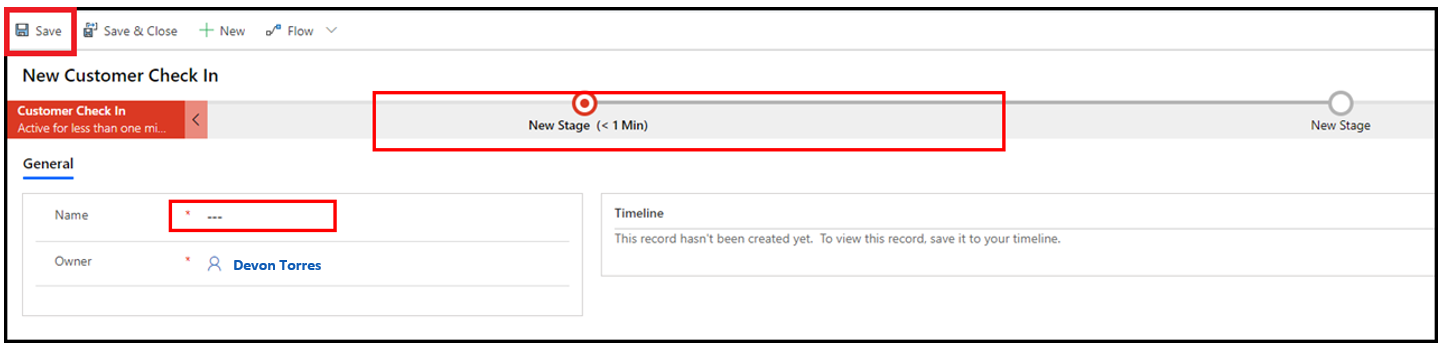 Save Save & Close New Flow
New Customer Check In
Customer Check In
Active for less than one mi...
New Stage (< 1 Min)
New Stage
General
Name * ---
Owner * Devon Torres
Timeline
This record hasn't been created yet. To view this record, save it to your timeline.